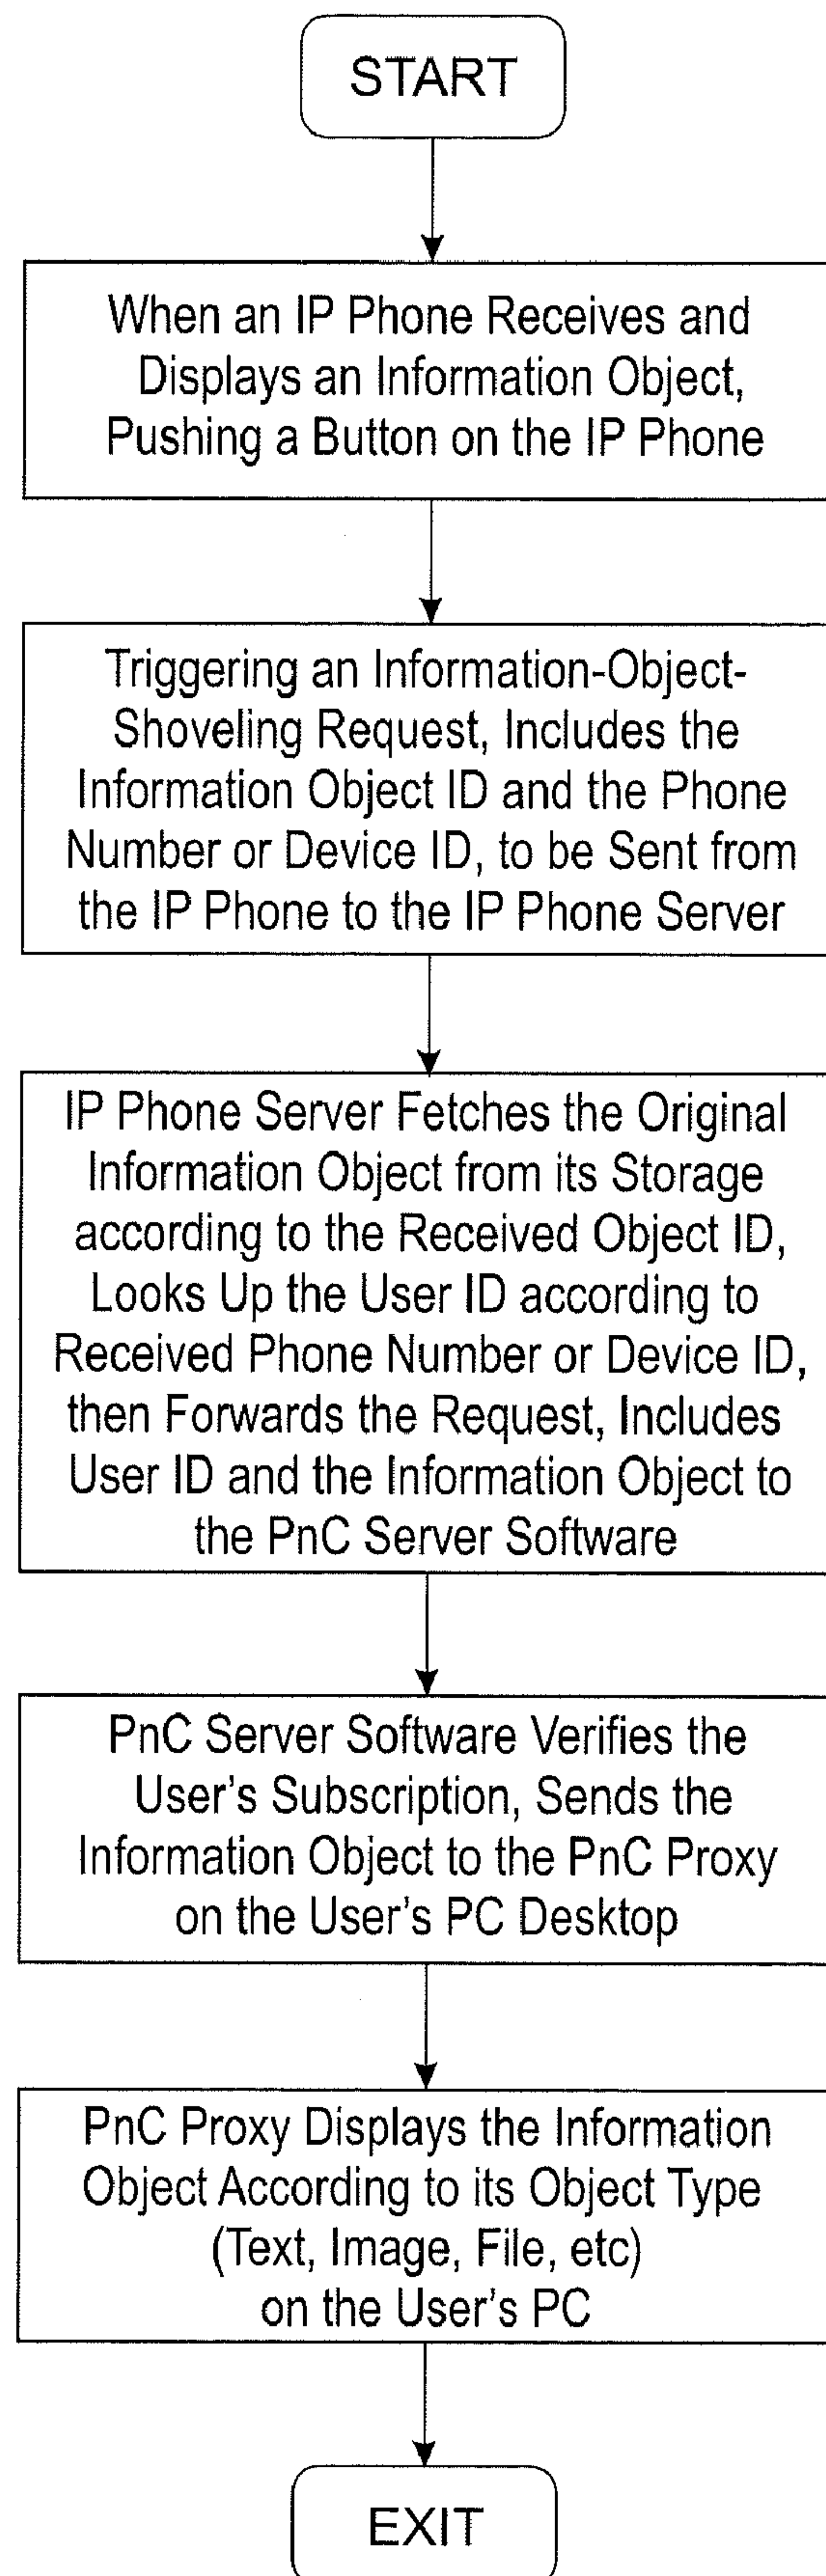 START
When an IP Phone Receives and
Displays an Information Object,
Pushing a Button on the IP Phone
Triggering an Information-Object-
Shoveling Request, Includes the
Information Object ID and the Phone
Number or Device ID, to be Sent from
the IP Phone to the IP Phone Server
IP Phone Server Fetches the Original
Information Object from its Storage
according to the Received Object ID,
Looks Up the User ID according to
Received Phone Number or Device ID,
then Forwards the Request, Includes
User ID and the Information Object to
the PnC Server Software
PnC Server Software Verifies the
User's Subscription, Sends the
Information Object to the PnC Proxy
on the User's PC Desktop
PnC Proxy Displays the Information
Object According to its Object Type
(Text, Image, File, etc)
on the User's PC
EXIT